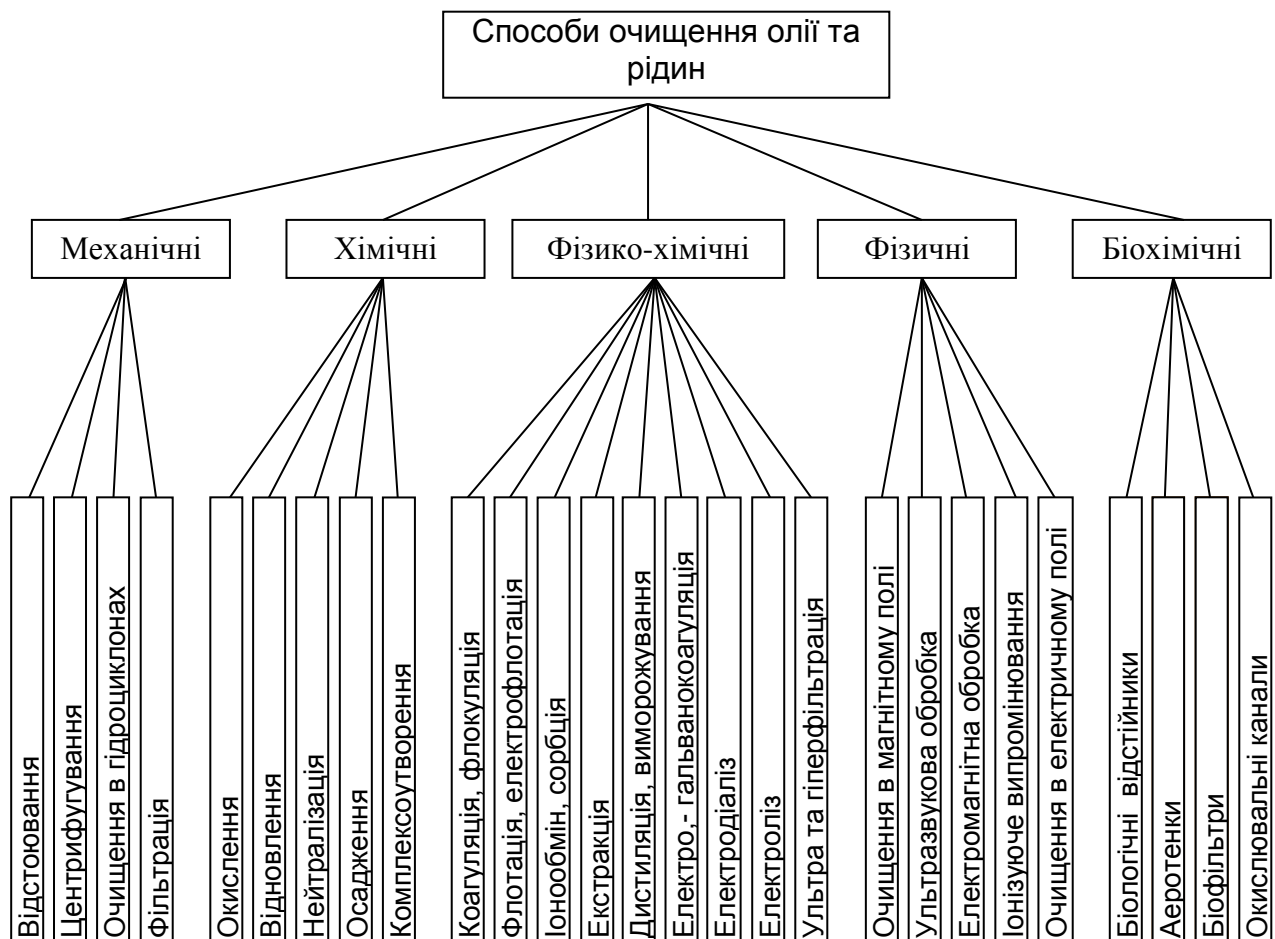 Способи очищення олії та
рідин
Механічні
Хімічні
Фізико-хімічні
Фізичні
Біохімічні
Відстоювання
Центрифугування
Очищення в гідроциклонах
Фільтрація
Окислення
Відновлення
Нейтралізація
Осадження
Комплексоутворення
Коагуляція, флокуляція
Флотація, електрофлотація
Іонообмін, сорбція
Екстракція
Дистиляція, виморожування
Електро,- гальванокоагуляція
Електродіаліз
Електроліз
Ультра та гіперфільтрація
Очищення в магнітному полі
Ультразвукова обробка
Електромагнітна обробка
Іонізуюче випромінювання
Очищення в електричному полі
Біологічні відстійники
Аеротенки
Біофільтри
Окислювальні канали